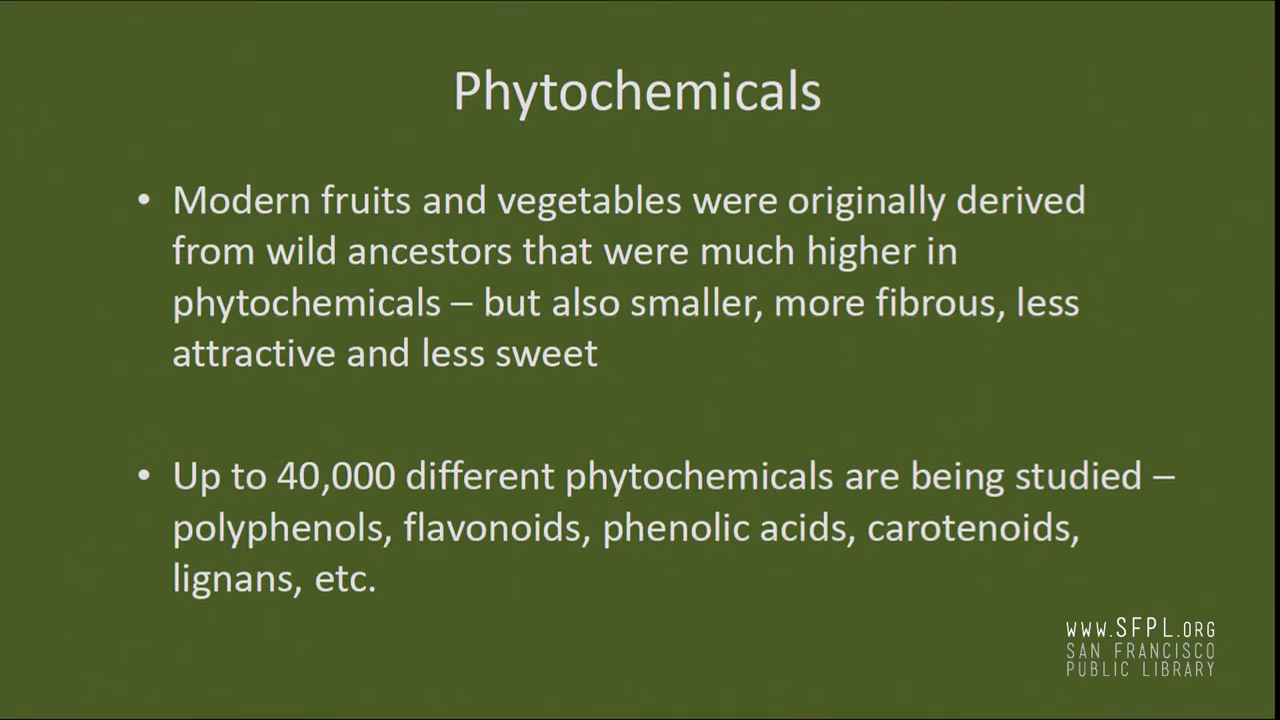 Phytochemicals
• Modern fruits and vegetables were originally derived
from wild ancestors that were much higher in
phytochemicals – but also smaller, more fibrous, less
attractive and less sweet
• Up to 40,000 different phytochemicals are being studied –
polyphenols, flavonoids, phenolic acids, carotenoids,
lignans, etc.
www.SFPL.ORG
SAN FRANCISCO
PUBLIC LIBRARY